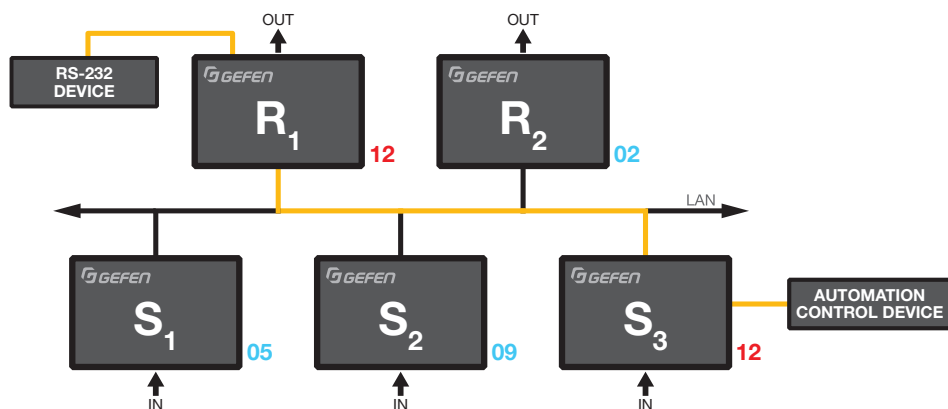 OUT
OUT
RS-232
DEVICE
GEFEN
R1
12
GEFEN
R2
02
LAN
GEFEN
S1
05
GEFEN
S2
09
GEFEN
S3
12
AUTOMATION
CONTROL DEVICE
IN
IN
IN